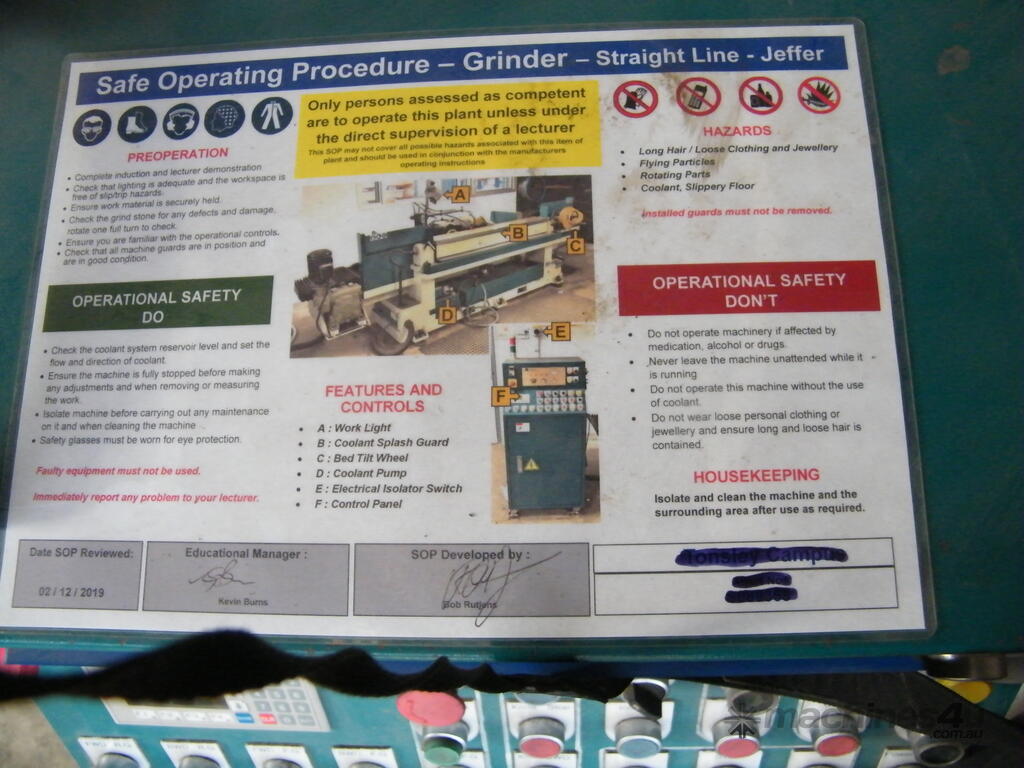 Safe Operating Procedure – Grinder – Straight Line - Jeffer
Only persons assessed as competent
are to operate this plant unless under
the direct supervision of a lecturer
This SOP may not cover all possible hazards associated with this item of
plant and should be used in conjunction with the manufacturers
operating instructions
PREOPERATION
• Complete induction and lecturer demonstration
• Check that lighting is adequate and the workspace is
free of slip/trip hazards.
• Ensure work material is securely held.
• Check the grind stone for any defects and damage,
rotate one full turn to check.
• Ensure you are familiar with the operational controls.
• Check that all machine guards are in position and
are in good condition.
HAZARDS
• Long Hair / Loose Clothing and Jewellery
• Flying Particles
• Rotating Parts
• Coolant, Slippery Floor
Installed guards must not be removed.
A
B
C
D
E
F
OPERATIONAL SAFETY
DO
• Check the coolant system reservoir level and set the
flow and direction of coolant.
• Ensure the machine is fully stopped before making
any adjustments and when removing or measuring
the work.
• Isolate machine before carrying out any maintenance
on it and when cleaning the machine
• Safety glasses must be worn for eye protection.
Faulty equipment must not be used.
Immediately report any problem to your lecturer.
FEATURES AND
CONTROLS
• A : Work Light
• B : Coolant Splash Guard
• C : Bed Tilt Wheel
• D : Coolant Pump
• E : Electrical Isolator Switch
• F : Control Panel
OPERATIONAL SAFETY
DON'T
• Do not operate machinery if affected by
medication, alcohol or drugs.
• Never leave the machine unattended while it
is running
• Do not operate this machine without the use
of coolant.
• Do not wear loose personal clothing or
jewellery and ensure long and loose hair is
contained.
HOUSEKEEPING
Isolate and clean the machine and the
surrounding area after use as required.
Date SOP Reviewed:
02 / 12 / 2019
Educational Manager :
Kevin Burns
SOP Developed by :
Bob Rutjens
Tonsley Campus
machines4u
.com.au